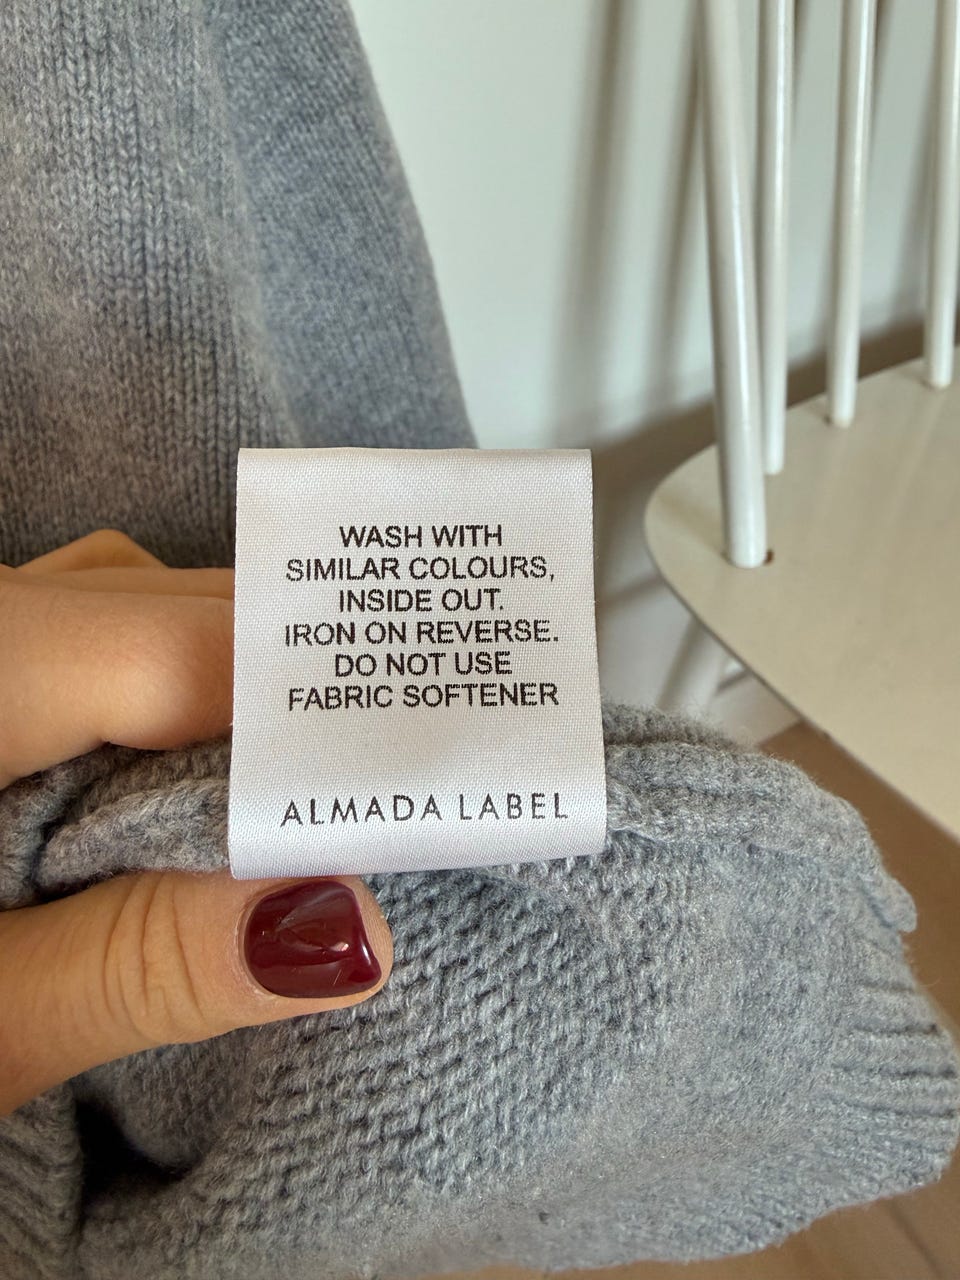 WASH WITH
SIMILAR COLOURS,
INSIDE OUT.
IRON ON REVERSE.
DO NOT USE
FABRIC SOFTENER
ALMADA LABEL